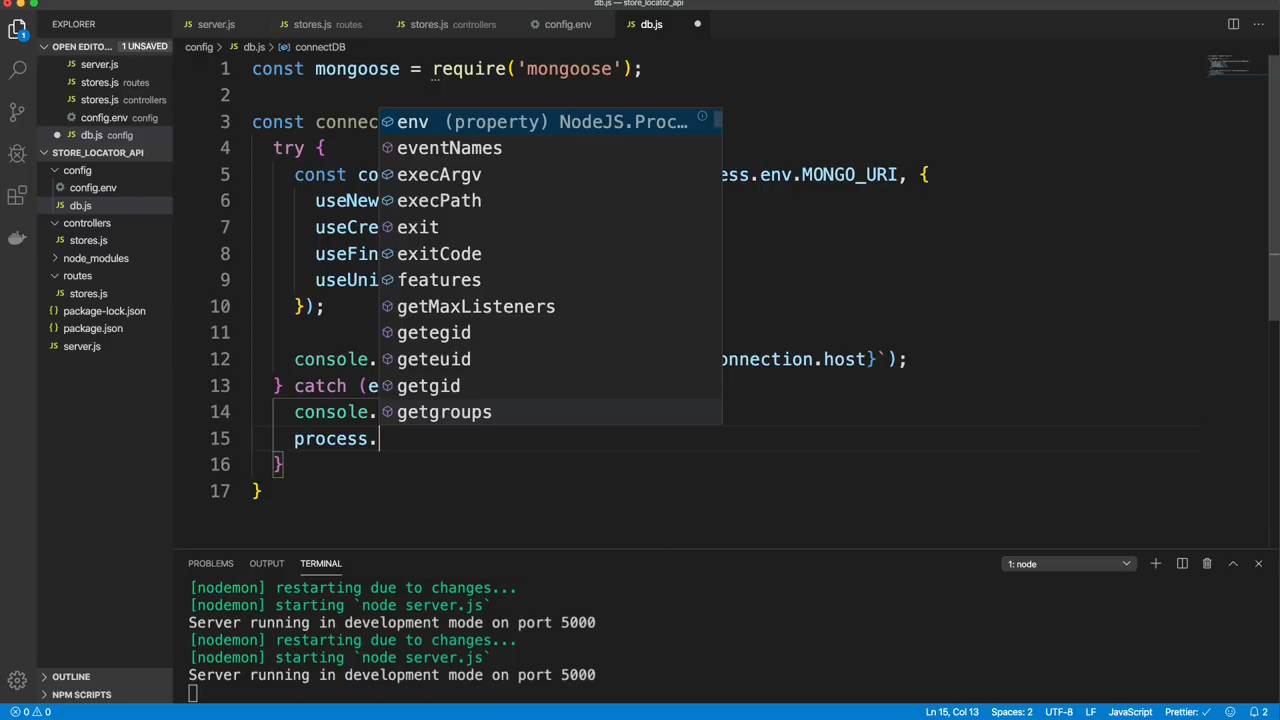 db.js — store_locator_api
EXPLORER
server.js
stores.js routes
stores.js controllers
config.env
db.js
OPEN EDITO... 1 UNSAVED
server.js
stores.js routes
stores.js controllers
config.env config
db.js config
STORE_LOCATOR_API
config
config.env
db.js
controllers
stores.js
node_modules
routes
stores.js
package-lock.json
package.json
server.js
OUTLINE
NPM SCRIPTS
config > db.js > connectDB
1 const mongoose = require('mongoose');
2
3 const connec
4 try {
5 const co ess.env.MONGO_URI, {
6 useNew
7 useCre
8 useFin
9 useUni
10 });
11
12 console. onnection.host}`);
13 } catch (e
14 console.
15 process.
16 }
17 }
env (property) NodeJS.Proc...
eventNames
execArgv
execPath
exit
exitCode
features
getMaxListeners
getegid
geteuid
getgid
getgroups
PROBLEMS OUTPUT TERMINAL 1: node
[nodemon] restarting due to changes...
[nodemon] starting `node server.js`
Server running in development mode on port 5000
[nodemon] restarting due to changes...
[nodemon] starting `node server.js`
Server running in development mode on port 5000
0 0 Ln 15, Col 13 Spaces: 2 UTF-8 LF JavaScript Prettier: ✓ 2